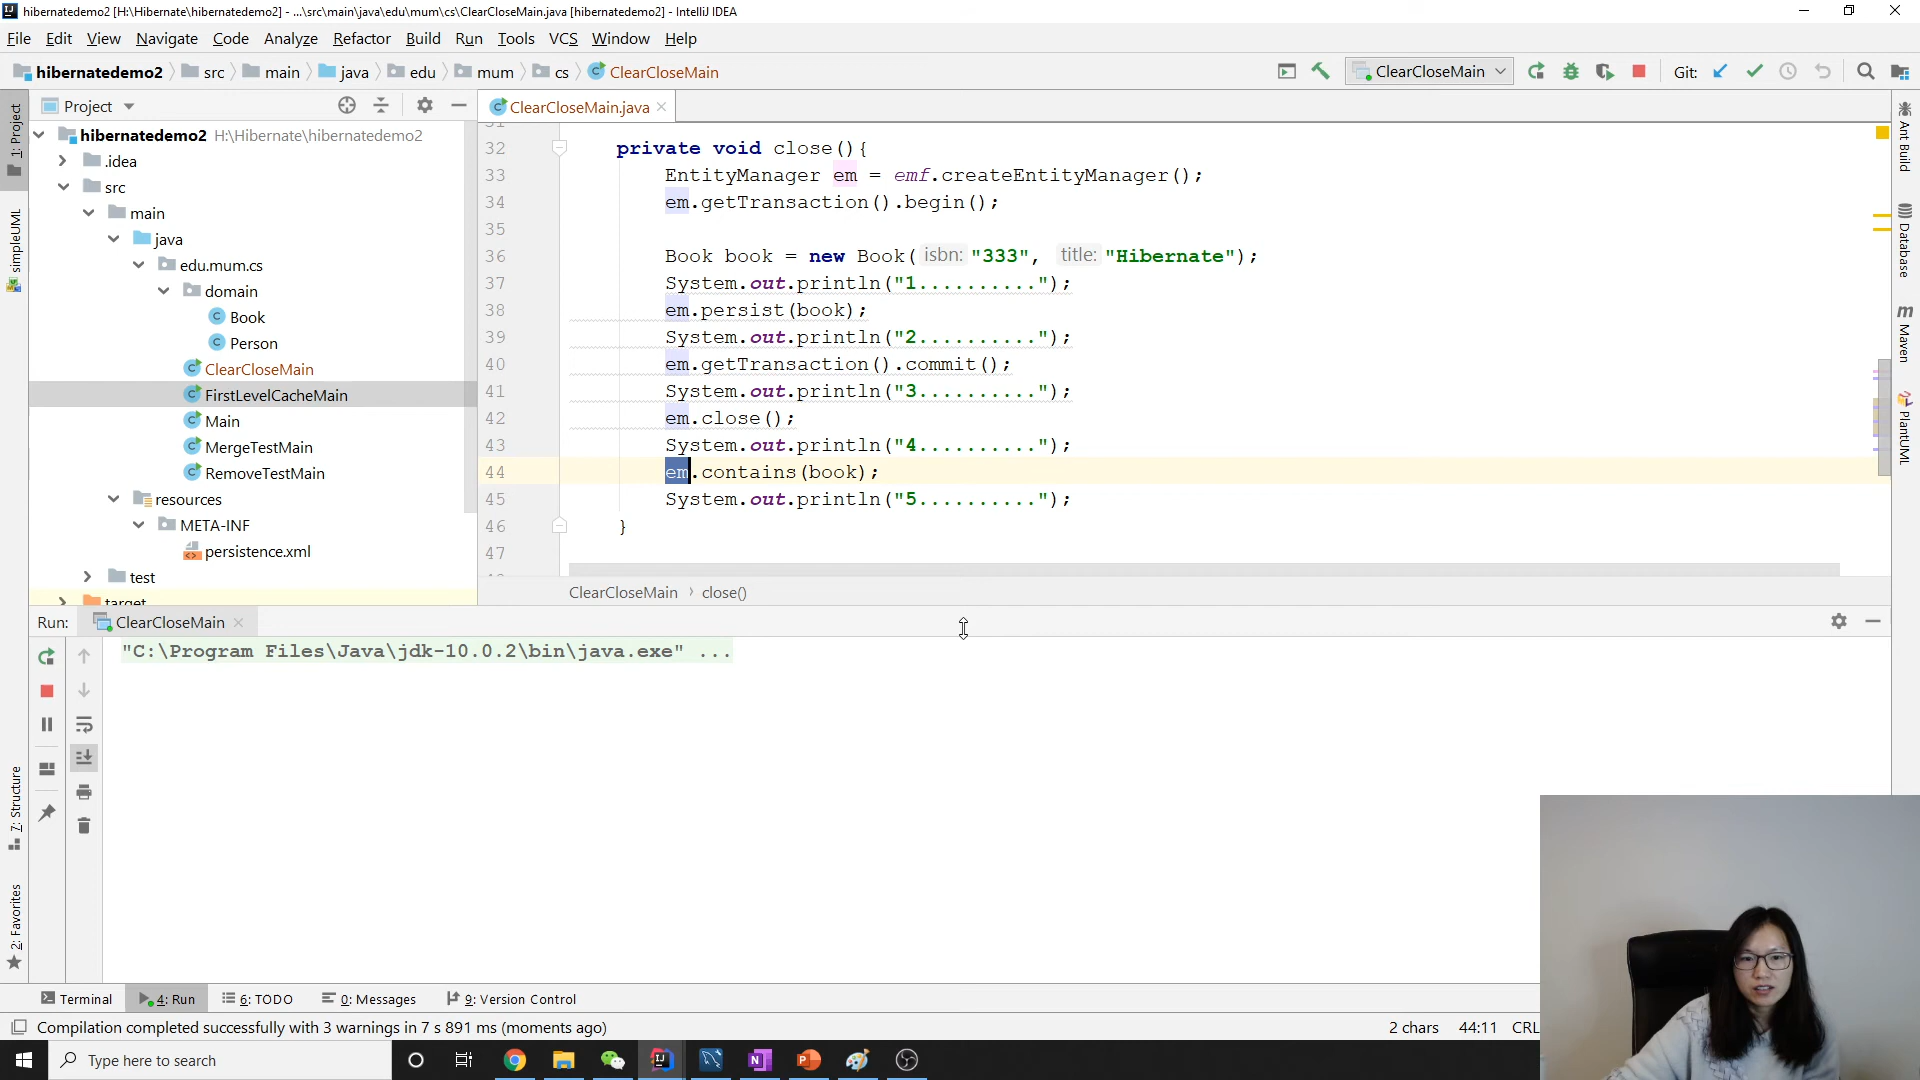 hibernatedemo2 [H:\Hibernate\hibernatedemo2] - ...\src\main\java\edu\mum\cs\ClearCloseMain.java [hibernatedemo2] - IntelliJ IDEA
File Edit View Navigate Code Analyze Refactor Build Run Tools VCS Window Help
hibernatedemo2 src main java edu mum cs ClearCloseMain
ClearCloseMain
Git:
Project
ClearCloseMain.java
hibernatedemo2 H:\Hibernate\hibernatedemo2
.idea
src
main
java
edu.mum.cs
domain
Book
Person
ClearCloseMain
FirstLevelCacheMain
Main
MergeTestMain
RemoveTestMain
resources
META-INF
persistence.xml
test
target
1: Project
simpleUML
7: Structure
2: Favorites
32 private void close(){
33 EntityManager em = emf.createEntityManager();
34 em.getTransaction().begin();
35
36 Book book = new Book( isbn: "333", title: "Hibernate");
37 System.out.println("1..........");
38 em.persist(book);
39 System.out.println("2..........");
40 em.getTransaction().commit();
41 System.out.println("3..........");
42 em.close();
43 System.out.println("4..........");
44 em.contains(book);
45 System.out.println("5..........");
46 }
47
ClearCloseMain close()
Ant Build
Database
Maven
PlantUML
Run: ClearCloseMain
"C:\Program Files\Java\jdk-10.0.2\bin\java.exe" ...
Terminal 4: Run 6: TODO 0: Messages 9: Version Control
Compilation completed successfully with 3 warnings in 7 s 891 ms (moments ago)
2 chars 44:11 CRL
Type here to search